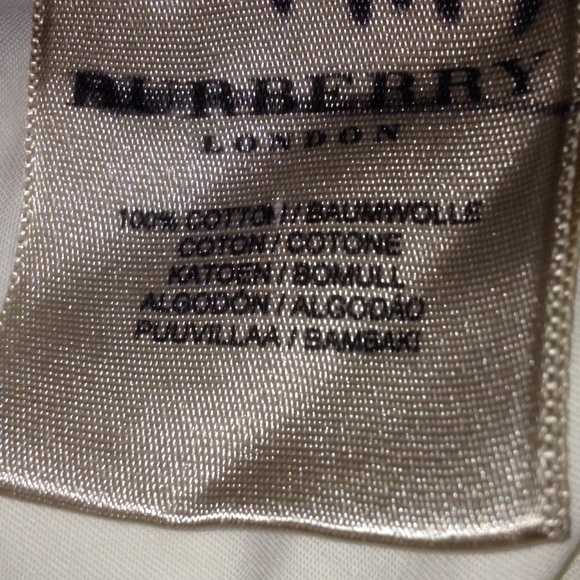 BURBERRY
LONDON
100% COTTON / BAUMWOLLE
COTON / COTONE
KATOEN / BOMULL
ALGODÓN / ALGODÃO
PUUVILLAA / BAMBAKI